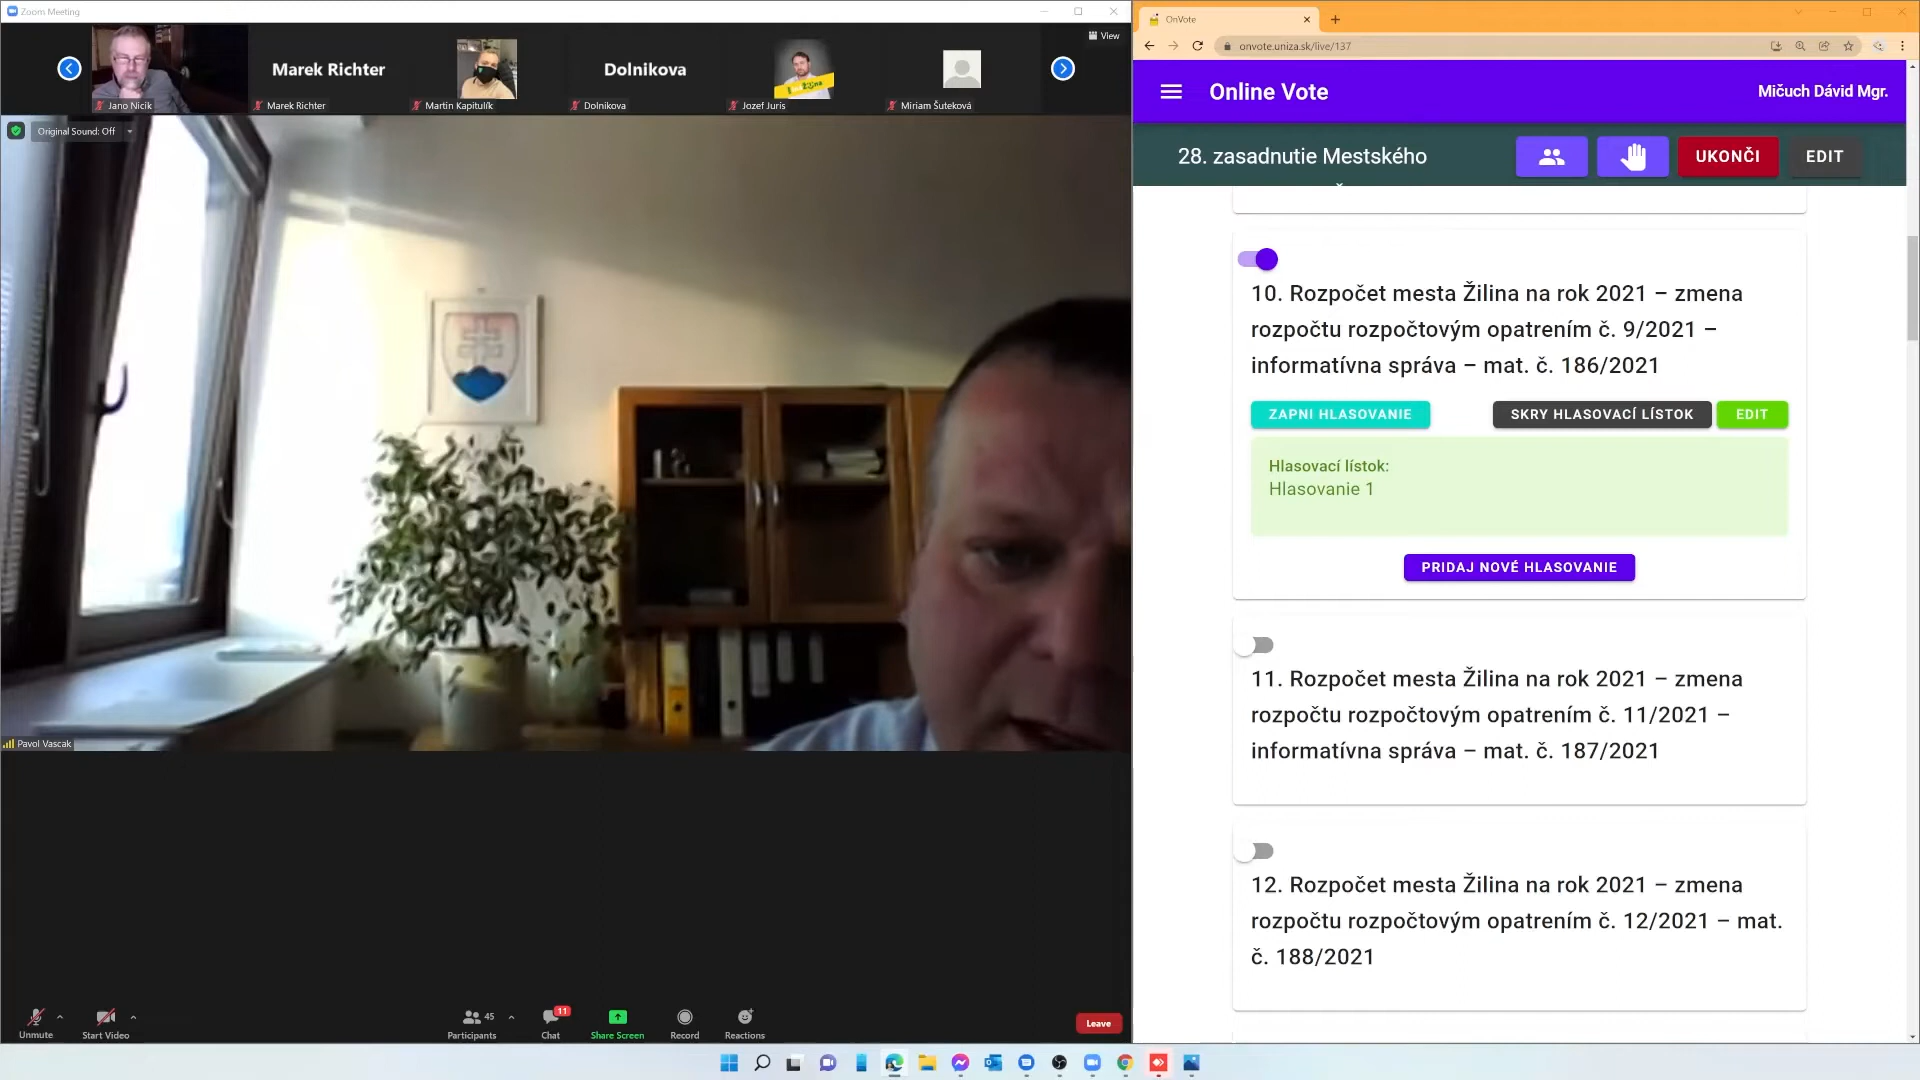 Zoom Meeting
View
Marek Richter
Dolnikova
Jano Nicík
Marek Richter
Martin Kapitulík
Dolnikova
Jozef Juriš
Miriam Šuteková
Original Sound: Off
Pavol Vascak
Unmute
Start Video
45
Participants
11
Chat
Share Screen
Record
Reactions
Leave
OnVote
onvote.uniza.sk/live/137
Online Vote
Mičuch Dávid Mgr.
28. zasadnutie Mestského
UKONČI
EDIT
10. Rozpočet mesta Žilina na rok 2021 – zmena
rozpočtu rozpočtovým opatrením č. 9/2021 –
informatívna správa – mat. č. 186/2021
ZAPNI HLASOVANIE
SKRY HLASOVACÍ LÍSTOK
EDIT
Hlasovací lístok:
Hlasovanie 1
PRIDAJ NOVÉ HLASOVANIE
11. Rozpočet mesta Žilina na rok 2021 – zmena
rozpočtu rozpočtovým opatrením č. 11/2021 –
informatívna správa – mat. č. 187/2021
12. Rozpočet mesta Žilina na rok 2021 – zmena
rozpočtu rozpočtovým opatrením č. 12/2021 – mat.
č. 188/2021